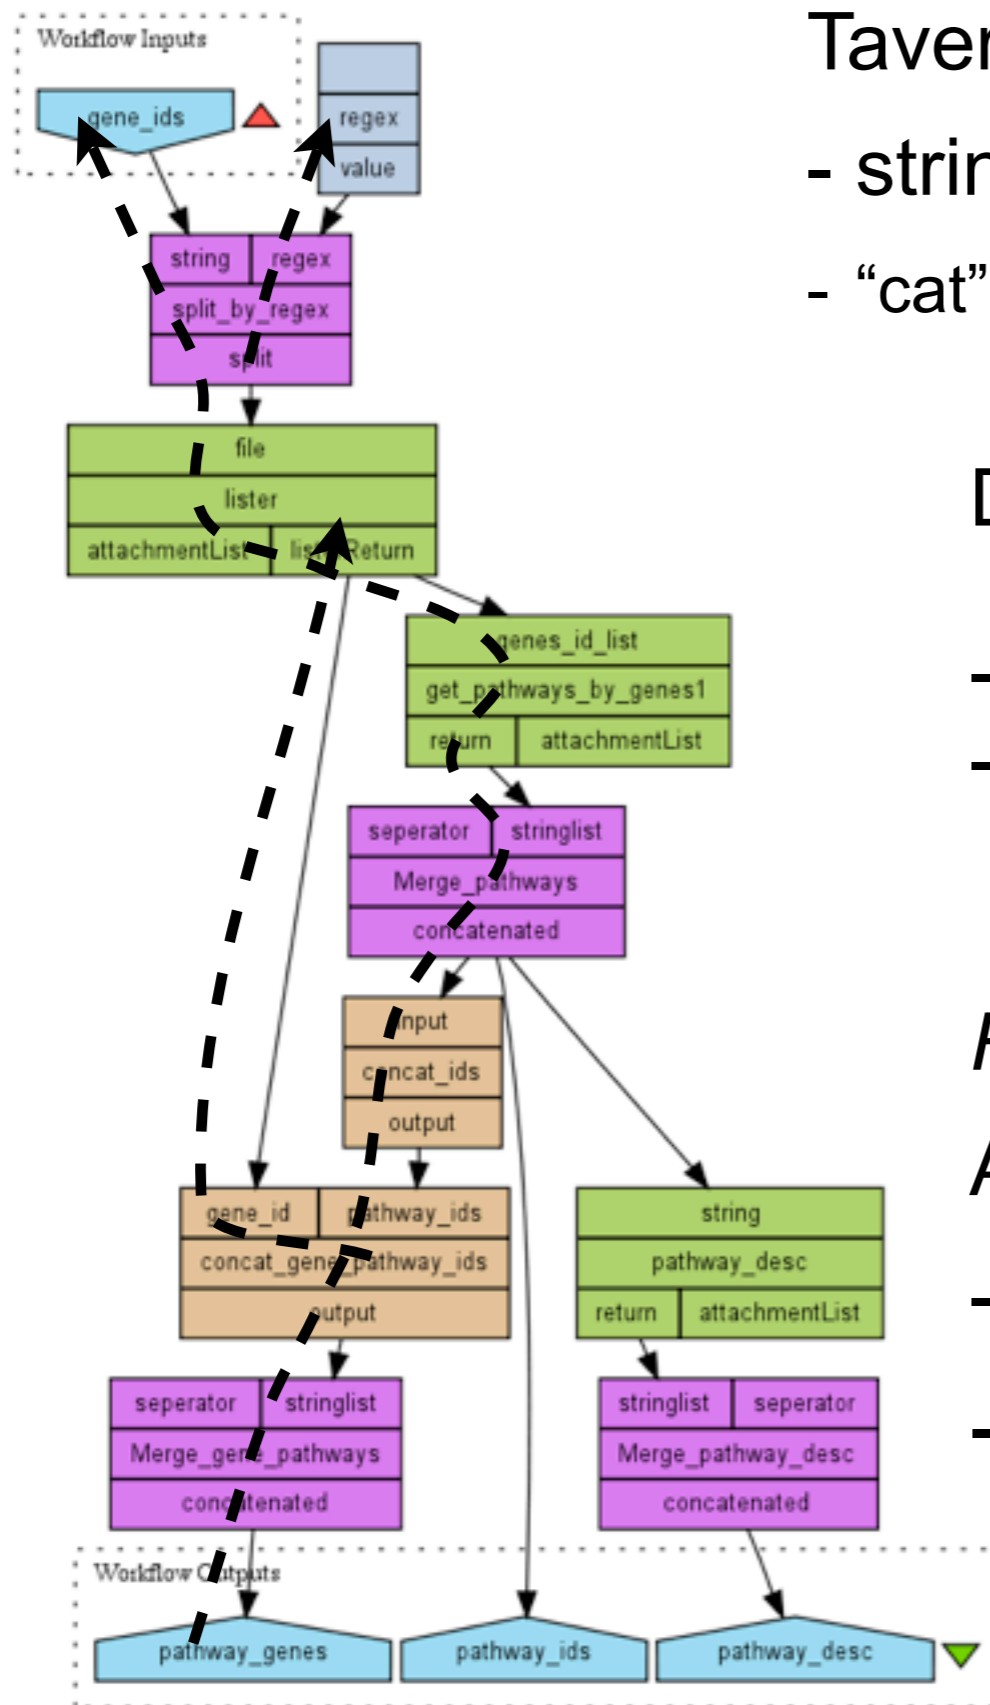 Workflow Inputs
gene_ids
regex
value
string regex
split_by_regex
split
file
lister
attachmentList
genes_id_list
get_pathways_by_genes1
return attachmentList
seperator stringlist
Merge_pathways
concatenated
input
concat_ids
output
gene_id pathway_ids
concat_gene_pathway_ids
output
string
pathway_desc
return attachmentList
seperator stringlist
Merge_gene_pathways
concatenated
stringlist seperator
Merge_pathway_desc
concatenated
Workflow Outputs
pathway_genes
pathway_ids
pathway_desc
Taver
- strin
- “cat”
-
-
A
-
-